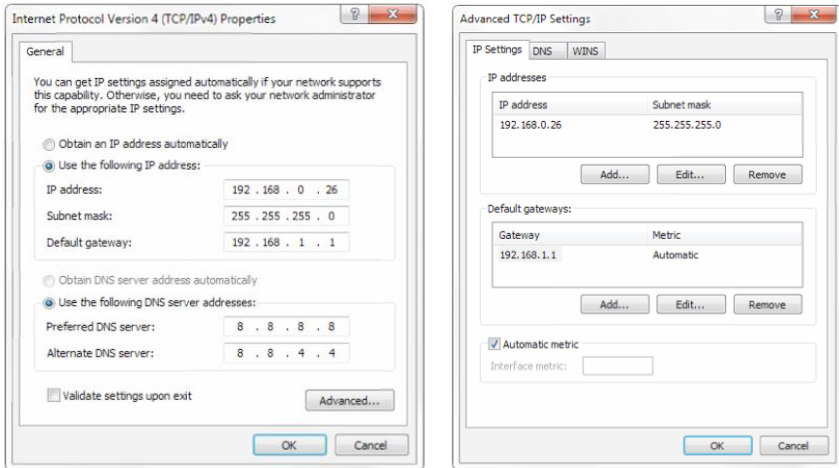 Internet Protocol Version 4 (TCP/IPv4) Properties
General
You can get IP settings assigned automatically if your network supports
this capability. Otherwise, you need to ask your network administrator
for the appropriate IP settings.
Obtain an IP address automatically
Use the following IP address:
IP address: 192 . 168 . 0 . 26
Subnet mask: 255 . 255 . 255 . 0
Default gateway: 192 . 168 . 1 . 1
Obtain DNS server address automatically
Use the following DNS server addresses:
Preferred DNS server: 8 . 8 . 8 . 8
Alternate DNS server: 8 . 8 . 4 . 4
Validate settings upon exit
Advanced...
OK Cancel
Advanced TCP/IP Settings
IP Settings DNS WINS
IP addresses
IP address Subnet mask
192.168.0.26 255.255.255.0
Add... Edit... Remove
Default gateways:
Gateway Metric
192.168.1.1 Automatic
Add... Edit... Remove
Automatic metric
Interface metric:
OK Cancel